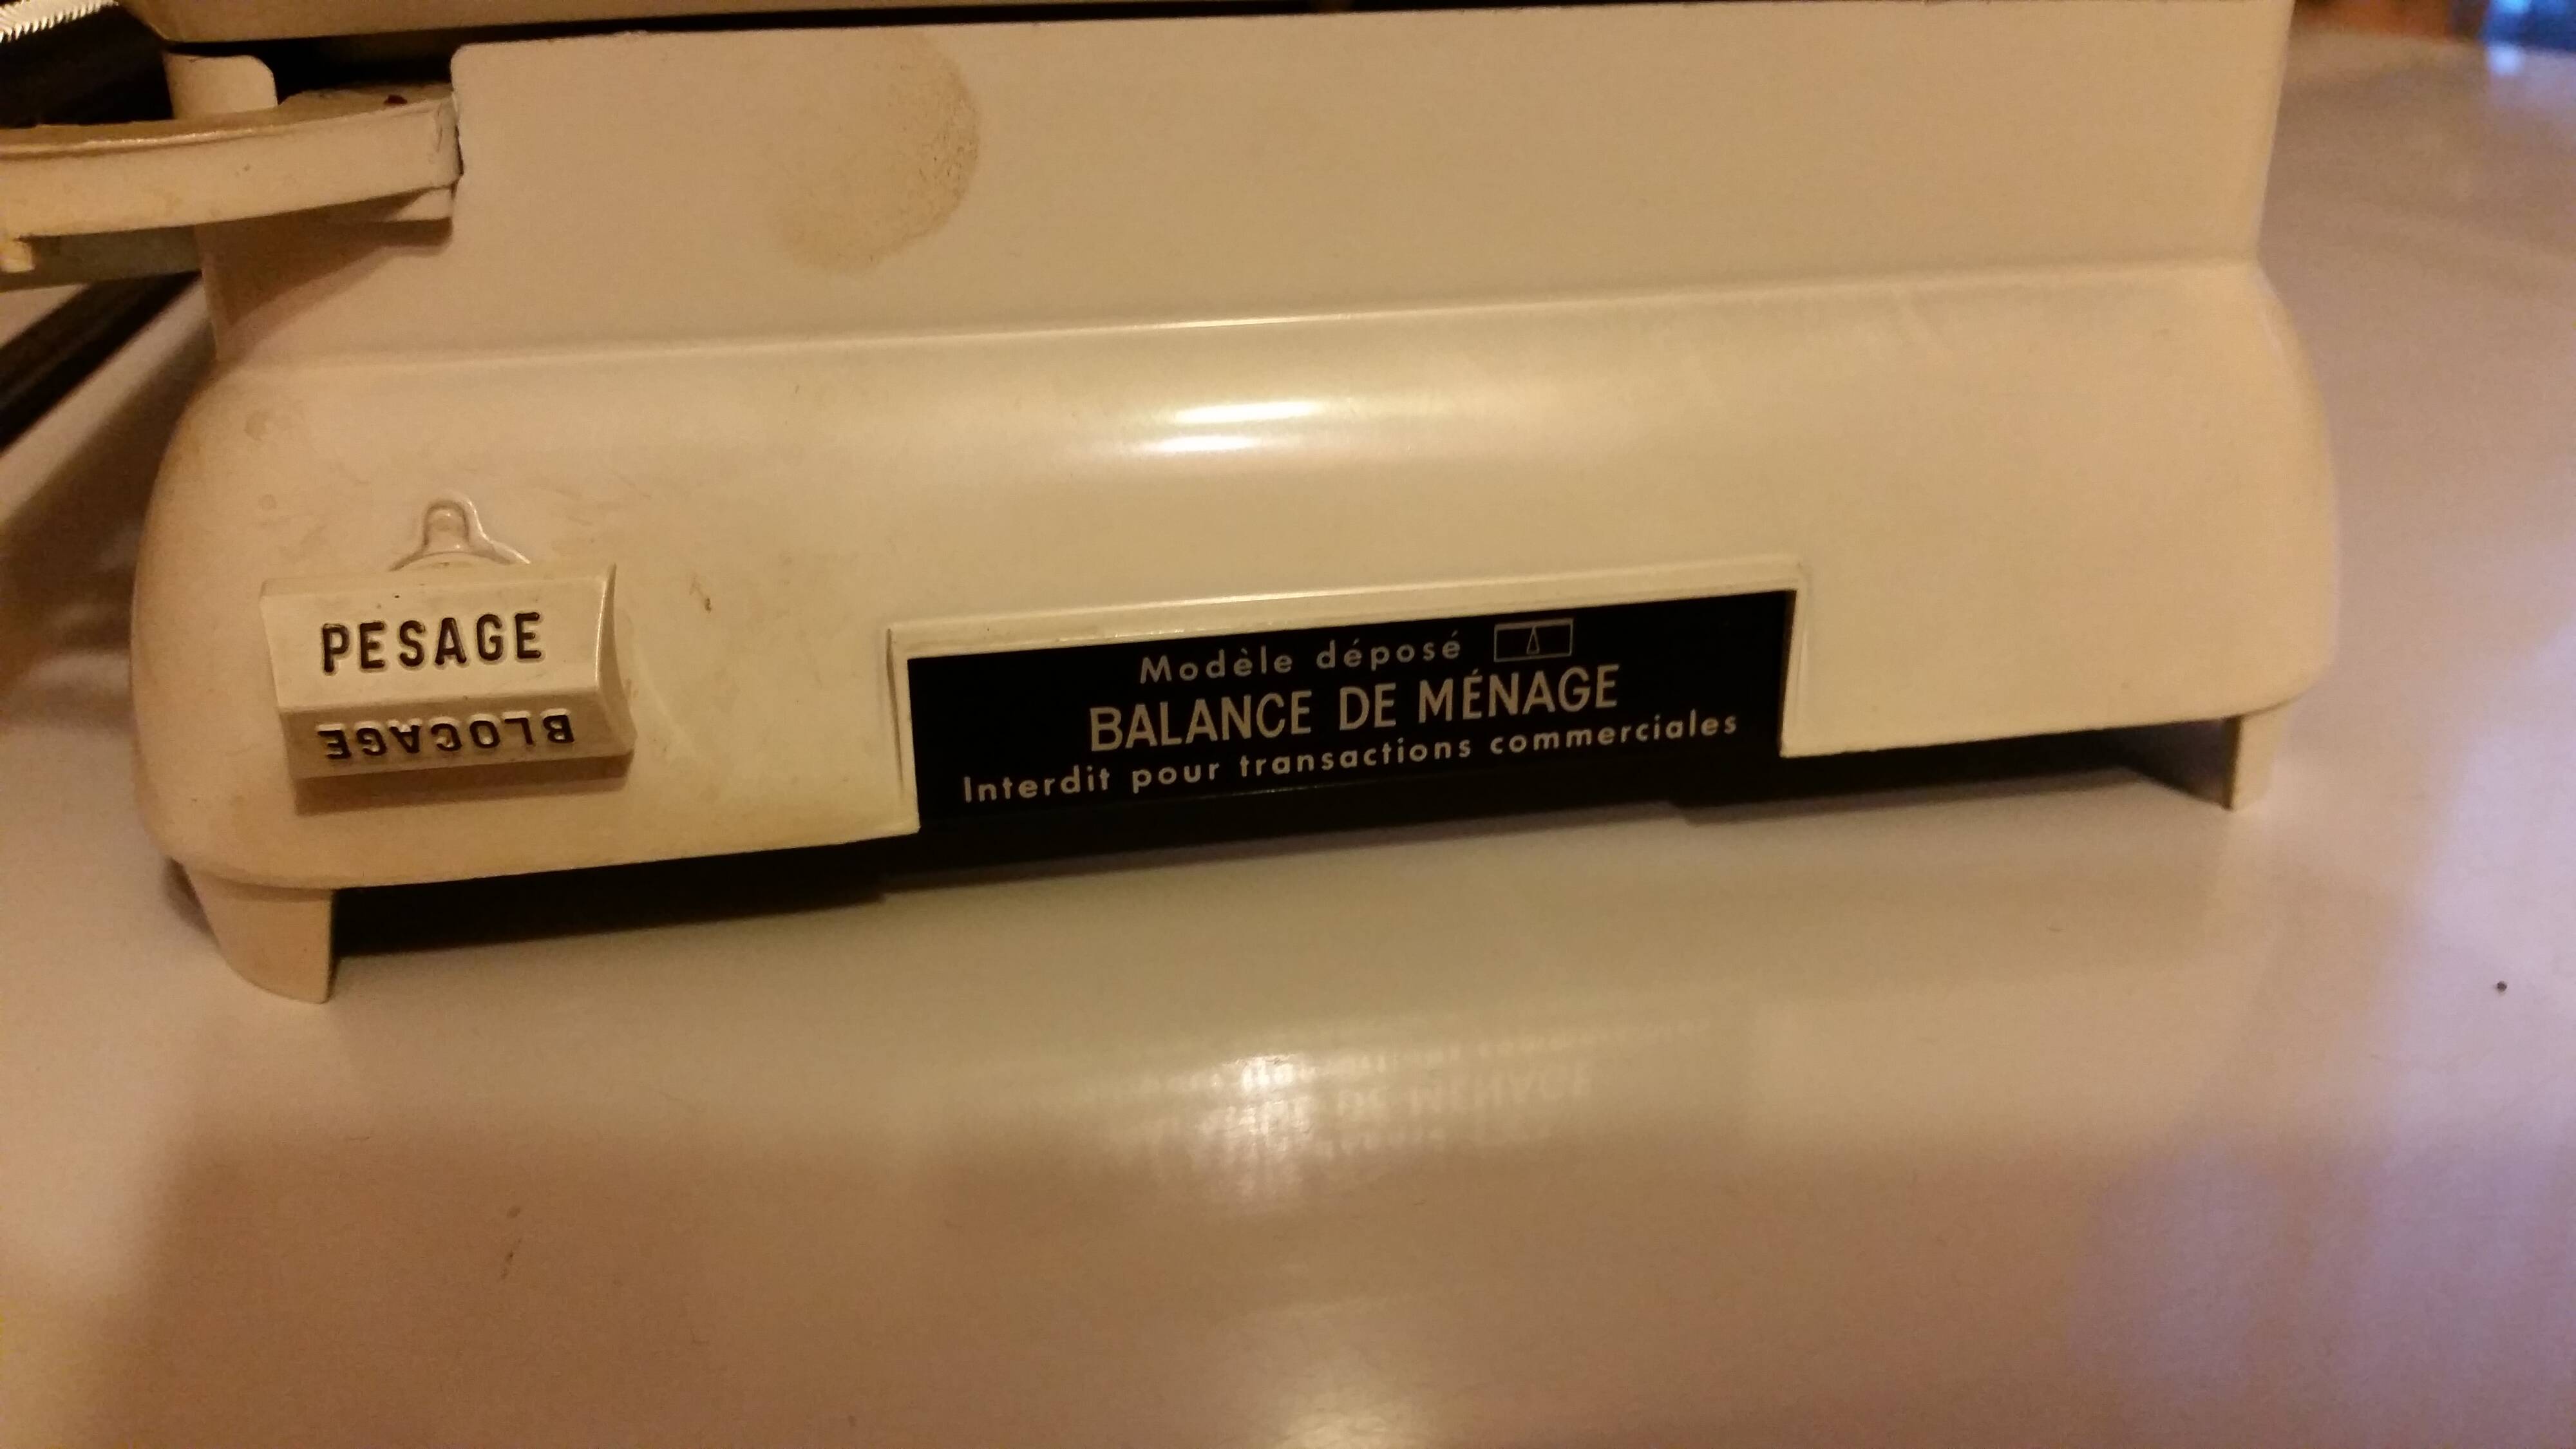 PESAGE
BLOCAGE
Modèle déposé
BALANCE DE MÉNAGE
Interdit pour transactions commerciales